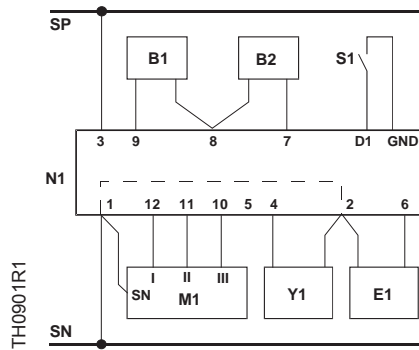 SP
B1 B2 S1
3 9 8 7 D1 GND
N1
1 12 11 10 5 4 2 6
I II III
SN M1 Y1 E1
SN
TH0901R1